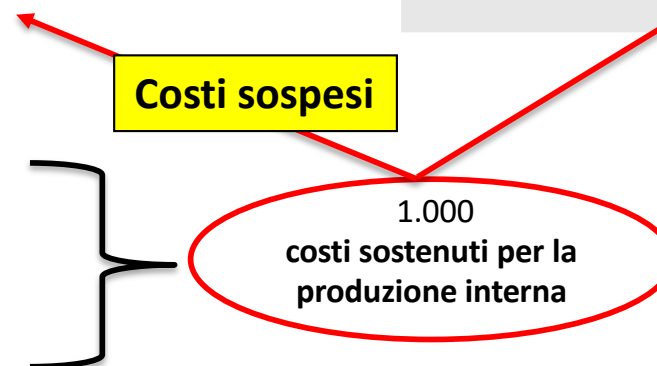 Costi sospesi
1.000
costi sostenuti per la
produzione interna